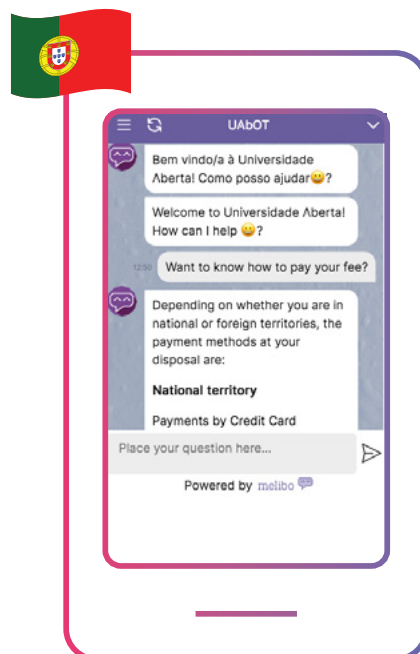 UAbOT
Bem vindo/a à Universidade
Aberta! Como posso ajudar😀?
Welcome to Universidade Aberta!
How can I help 😀?
12:50 Want to know how to pay your fee?
Depending on whether you are in
national or foreign territories, the
payment methods at your
disposal are:
National territory
Payments by Credit Card
Place your question here...
Powered by melibo